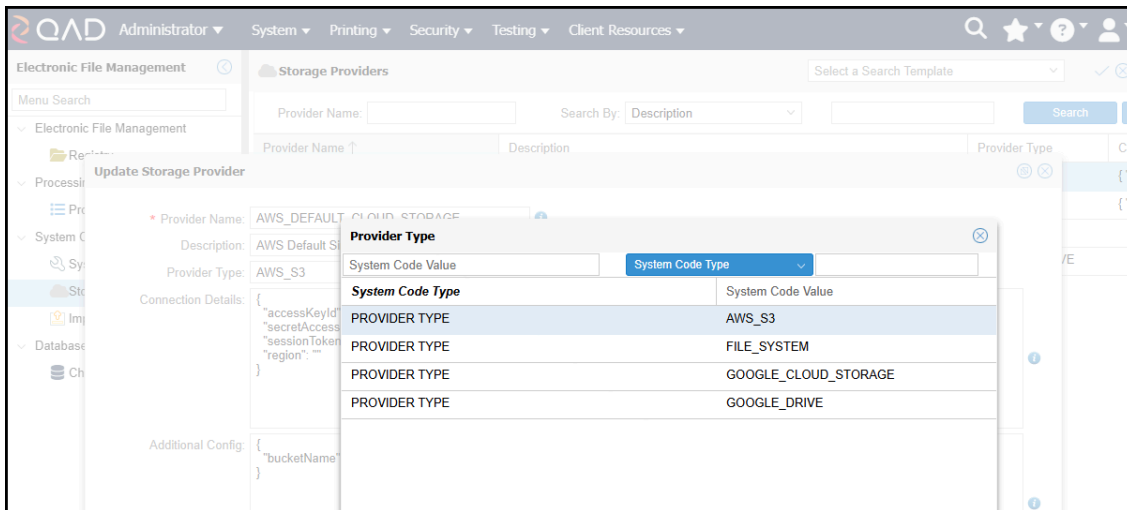 QAD Administrator System Printing Security Testing Client Resources
Electronic File Management
Storage Providers
Select a Search Template
Menu Search
Provider Name:
Search By: Description
Search
Electronic File Management
Provider Name ↑ Description Provider Type
Update Storage Provider
* Provider Name: AWS_DEFAULT_CLOUD_STORAGE
Description: AWS Default
Provider Type: AWS_S3
Connection Details: {
"accessKeyId"
"secretAccess
"sessionToken
"region": ""
}
Additional Config: {
"bucketName"
}
Provider Type
System Code Value System Code Type
System Code Type System Code Value
PROVIDER TYPE AWS_S3
PROVIDER TYPE FILE_SYSTEM
PROVIDER TYPE GOOGLE_CLOUD_STORAGE
PROVIDER TYPE GOOGLE_DRIVE